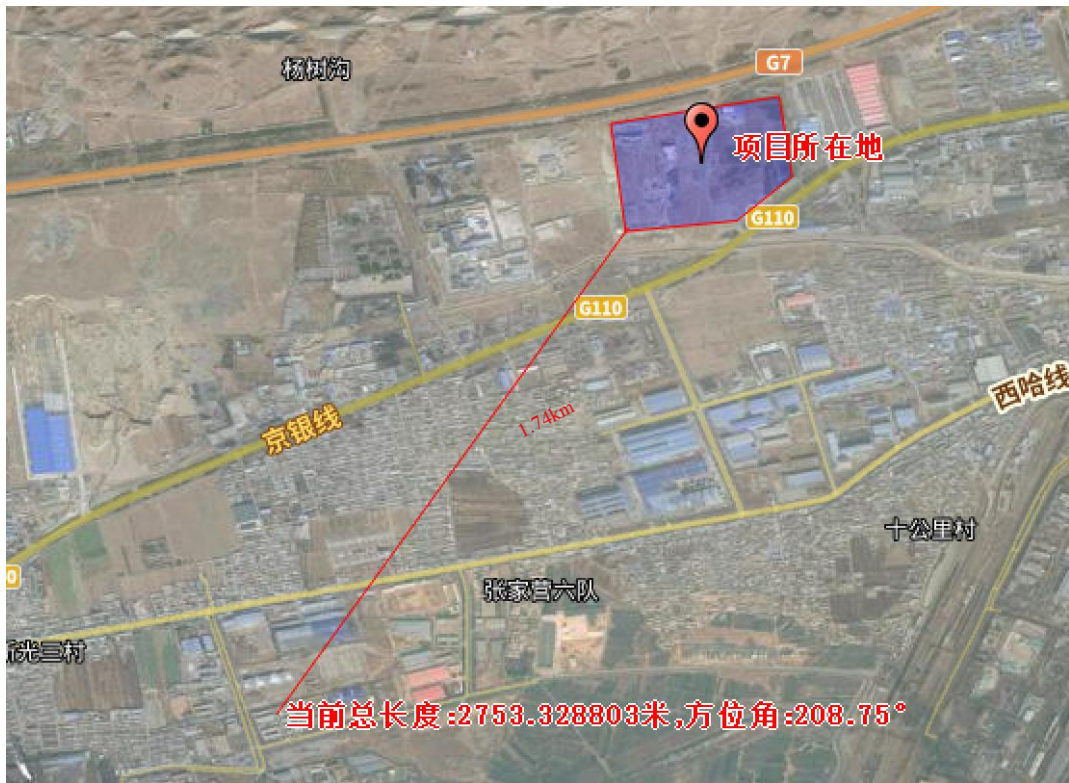 杨树沟
G7
项目所在地
G110
G110
西哈线
京银线
1.74km
十公里村
0
张家营六队
光三村
当前总长度:2753.328803米,方位角:208.75°